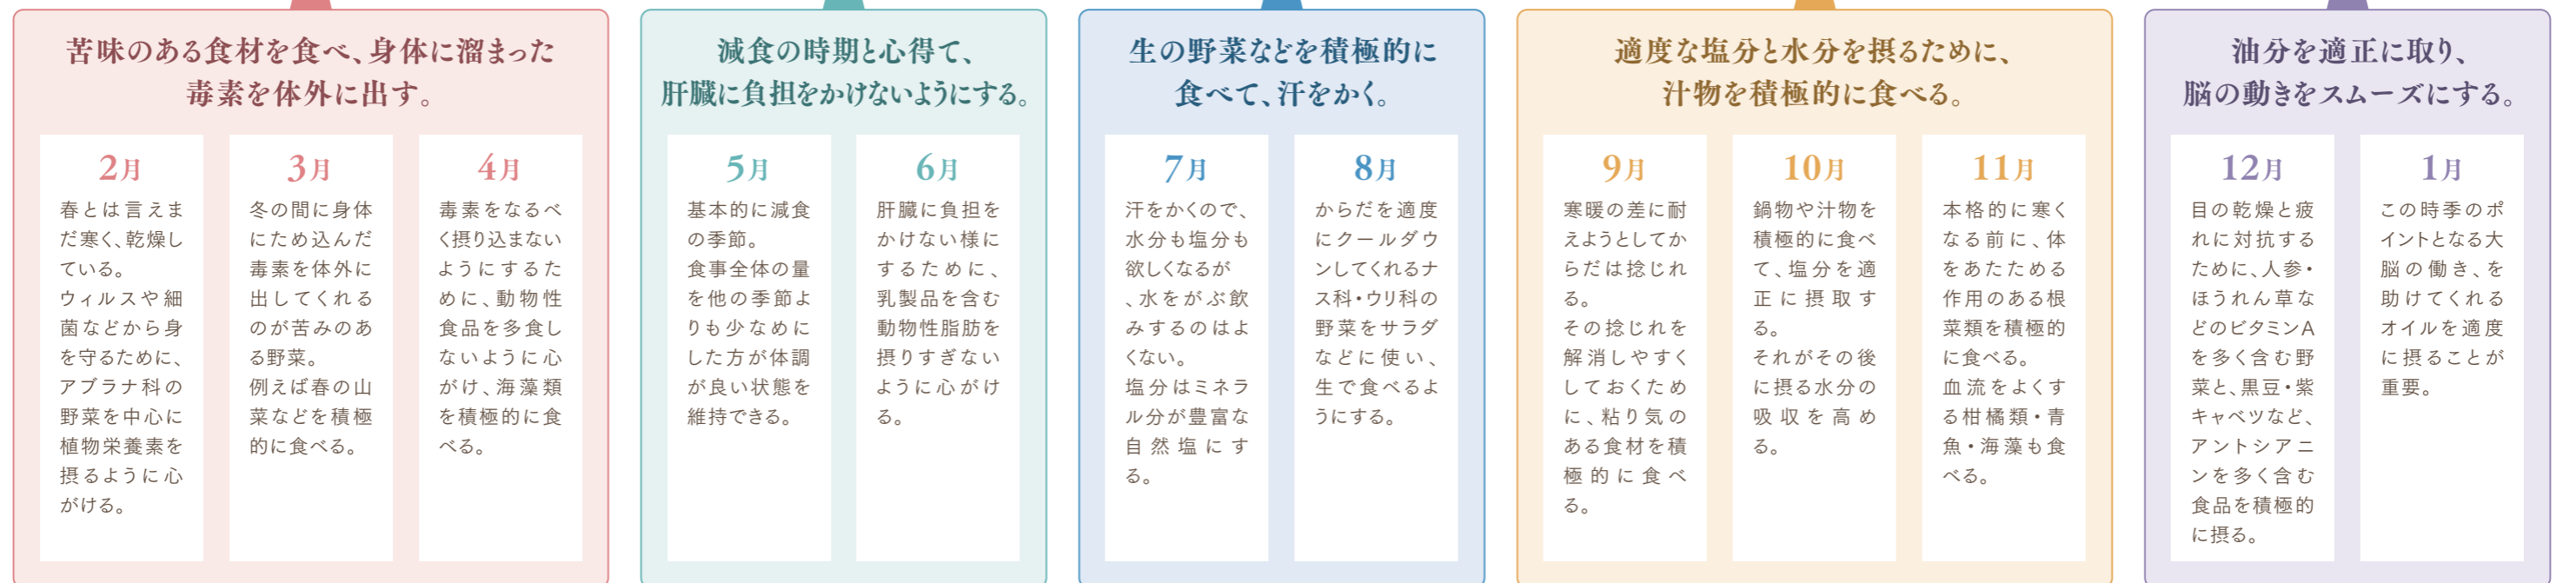 苦味のある食材を食べ、身体に溜まった
毒素を体外に出す。
2月
春とは言えま
だ寒く、乾燥し
ている。
ウィルスや細
菌などから身
を守るために、
アブラナ科の
野菜を中心に
植物栄養素を
摂るように心
がける。
3月
冬の間に身体
にため込んだ
毒素を体外に
出してくれる
のが苦みのあ
る野菜。
例えば春の山
菜などを積極
的に食べる。
4月
毒素をなるべ
く摂り込まない
ようにするた
めに、動物性
食品を多食し
ないように心
がけ、海藻類
を積極的に食
べる。
減食の時期と心得て、
肝臓に負担をかけないようにする。
5月
基本的に減食
の季節。
食事全体の量
を他の季節よ
りも少なめに
した方が体調
が良い状態を
維持できる。
6月
肝臓に負担を
かけない様に
するために、
乳製品を含む
動物性脂肪を
摂りすぎない
ように心がけ
る。
生の野菜などを積極的に
食べて、汗をかく。
7月
汗をかくので、
水分も塩分も
欲しくなるが
、水をがぶ飲
みするのはよ
くない。
塩分はミネラ
ル分が豊富な
自然塩にす
る。
8月
からだを適度
にクールダウ
ンしてくれるナ
ス科・ウリ科の
野菜をサラダ
などに使い、
生で食べるよ
うにする。
適度な塩分と水分を摂るために、
汁物を積極的に食べる。
9月
寒暖の差に耐
えようとしてか
らだは捻じれ
る。
その捻じれを
解消しやすく
しておくため
に、粘り気の
ある食材を積
極的に食べ
る。
10月
鍋物や汁物を
積極的に食べ
て、塩分を適
正に摂取す
る。
それがその後
に摂る水分の
吸収を高め
る。
11月
本格的に寒く
なる前に、体
をあたためる
作用のある根
菜類を積極的
に食べる。
血流をよくす
る柑橘類・青
魚・海藻も食
べる。
油分を適正に取り、
脳の動きをスムーズにする。
12月
目の乾燥と疲
れに対抗する
ために、人参・
ほうれん草な
どのビタミンA
を多く含む野
菜と、黒豆・紫
キャベツなど、
アントシアニ
ンを多く含む
食品を積極的
に摂る。
1月
この時季のポ
イントとなる大
脳の働き、を
助けてくれる
オイルを適度
に摂ることが
重要。